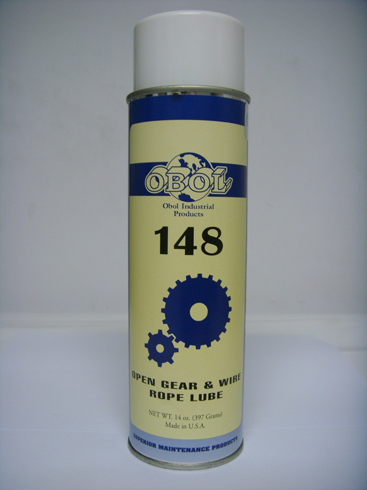 OBOL
Obol Industrial
Products
148
OPEN GEAR & WIRE
ROPE LUBE
NET WT. 14 oz. (397 Grams)
Made in U.S.A.
SUPERIOR MAINTENANCE PRODUCTS